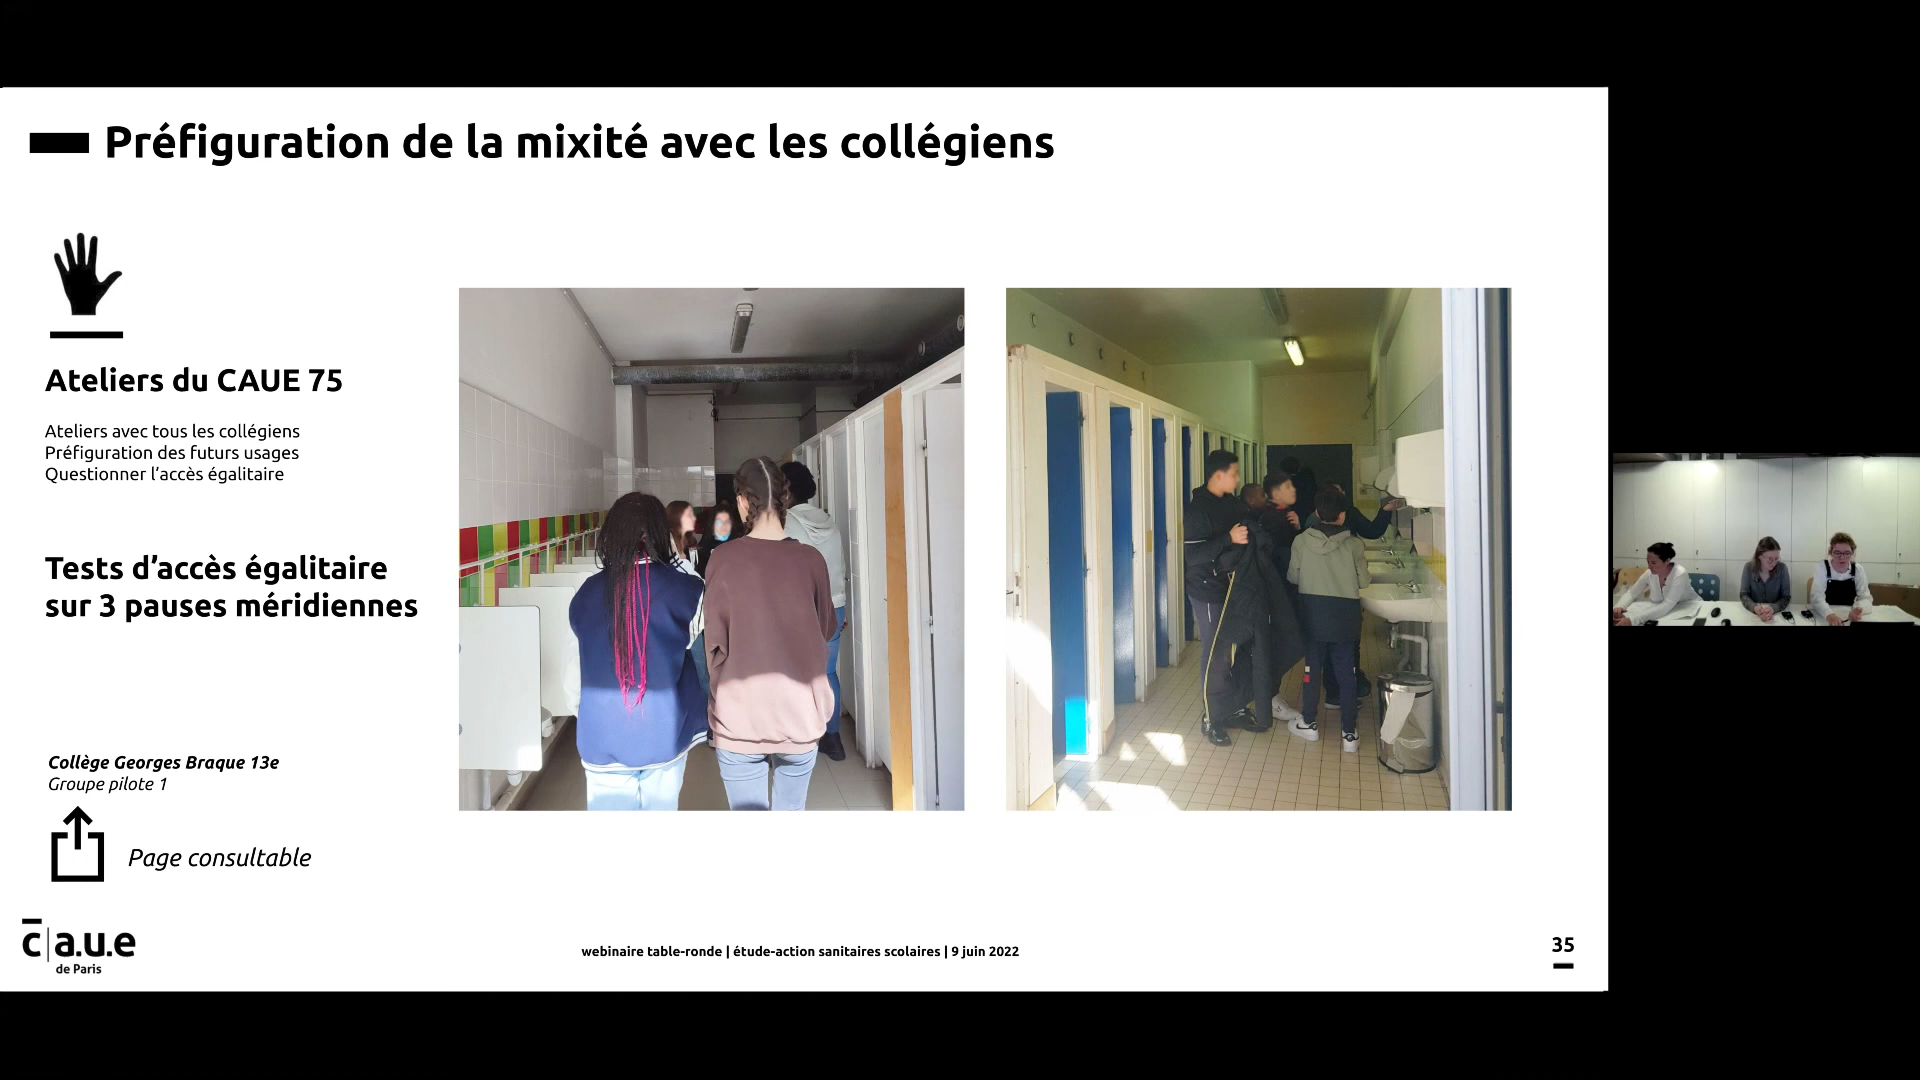 Préfiguration de la mixité avec les collégiens
Ateliers du CAUE 75
Ateliers avec tous les collégiens
Préfiguration des futurs usages
Questionner l’accès égalitaire
Tests d’accès égalitaire
sur 3 pauses méridiennes
Collège Georges Braque 13e
Groupe pilote 1
Page consultable
c|a.u.e
de Paris
webinaire table-ronde | étude-action sanitaires scolaires | 9 juin 2022
35